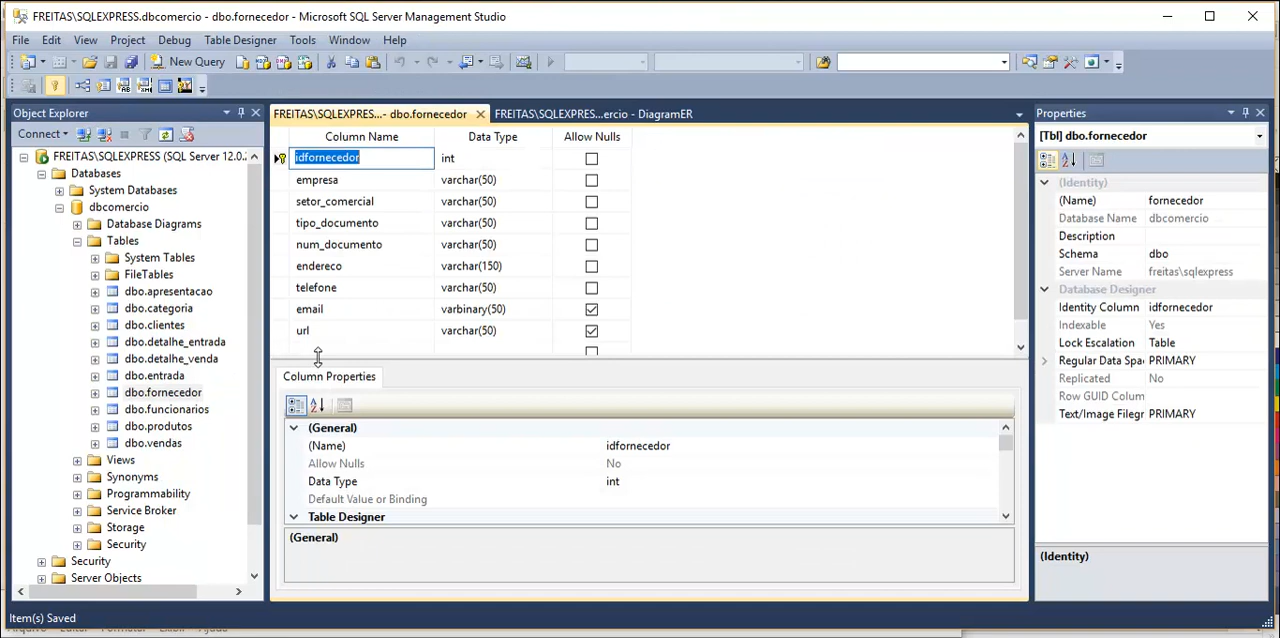 FREITAS\SQLEXPRESS.dbcomercio - dbo.fornecedor - Microsoft SQL Server Management Studio
File Edit View Project Debug Table Designer Tools Window Help
New Query
Object Explorer
Connect
FREITAS\SQLEXPRESS (SQL Server 12.0.2
Databases
System Databases
dbcomercio
Database Diagrams
Tables
System Tables
FileTables
dbo.apresentacao
dbo.categoria
dbo.clientes
dbo.detalhe_entrada
dbo.detalhe_venda
dbo.entrada
dbo.fornecedor
dbo.funcionarios
dbo.produtos
dbo.vendas
Views
Synonyms
Programmability
Service Broker
Storage
Security
Security
Server Objects
FREITAS\SQLEXPRES...- dbo.fornecedor FREITAS\SQLEXPRES...ercio - DiagramER
Column Name Data Type Allow Nulls
idfornecedor int
empresa varchar(50)
setor_comercial varchar(50)
tipo_documento varchar(50)
num_documento varchar(50)
endereco varchar(150)
telefone varchar(50)
email varbinary(50)
url varchar(50)
Column Properties
(General)
(Name) idfornecedor
Allow Nulls No
Data Type int
Default Value or Binding
Table Designer
(General)
Properties
[Tbl] dbo.fornecedor
(Identity)
(Name) fornecedor
Database Name dbcomercio
Description
Schema dbo
Server Name freitas\sqlexpress
Database Designer
Identity Column idfornecedor
Indexable Yes
Lock Escalation Table
Regular Data Spa PRIMARY
Replicated No
Row GUID Colum
Text/Image Filegr PRIMARY
(Identity)
Item(s) Saved